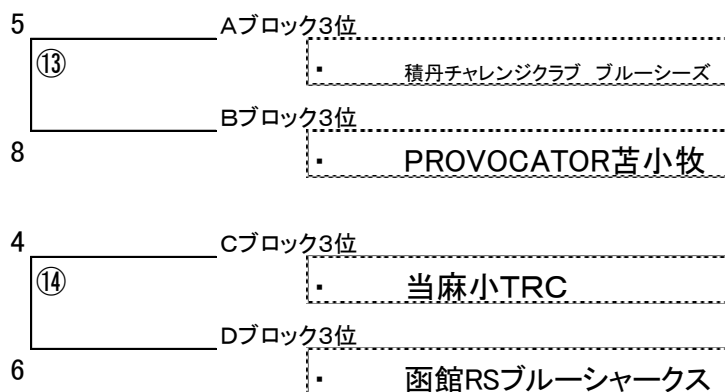 5 Aブロック3位
⑬ ・ 積丹チャレンジクラブ ブルーシーズ
Bブロック3位
8 ・ PROVOCATOR苫小牧
4 Cブロック3位
⑭ ・ 当麻小TRC
Dブロック3位
6 ・ 函館RSブルーシャークス